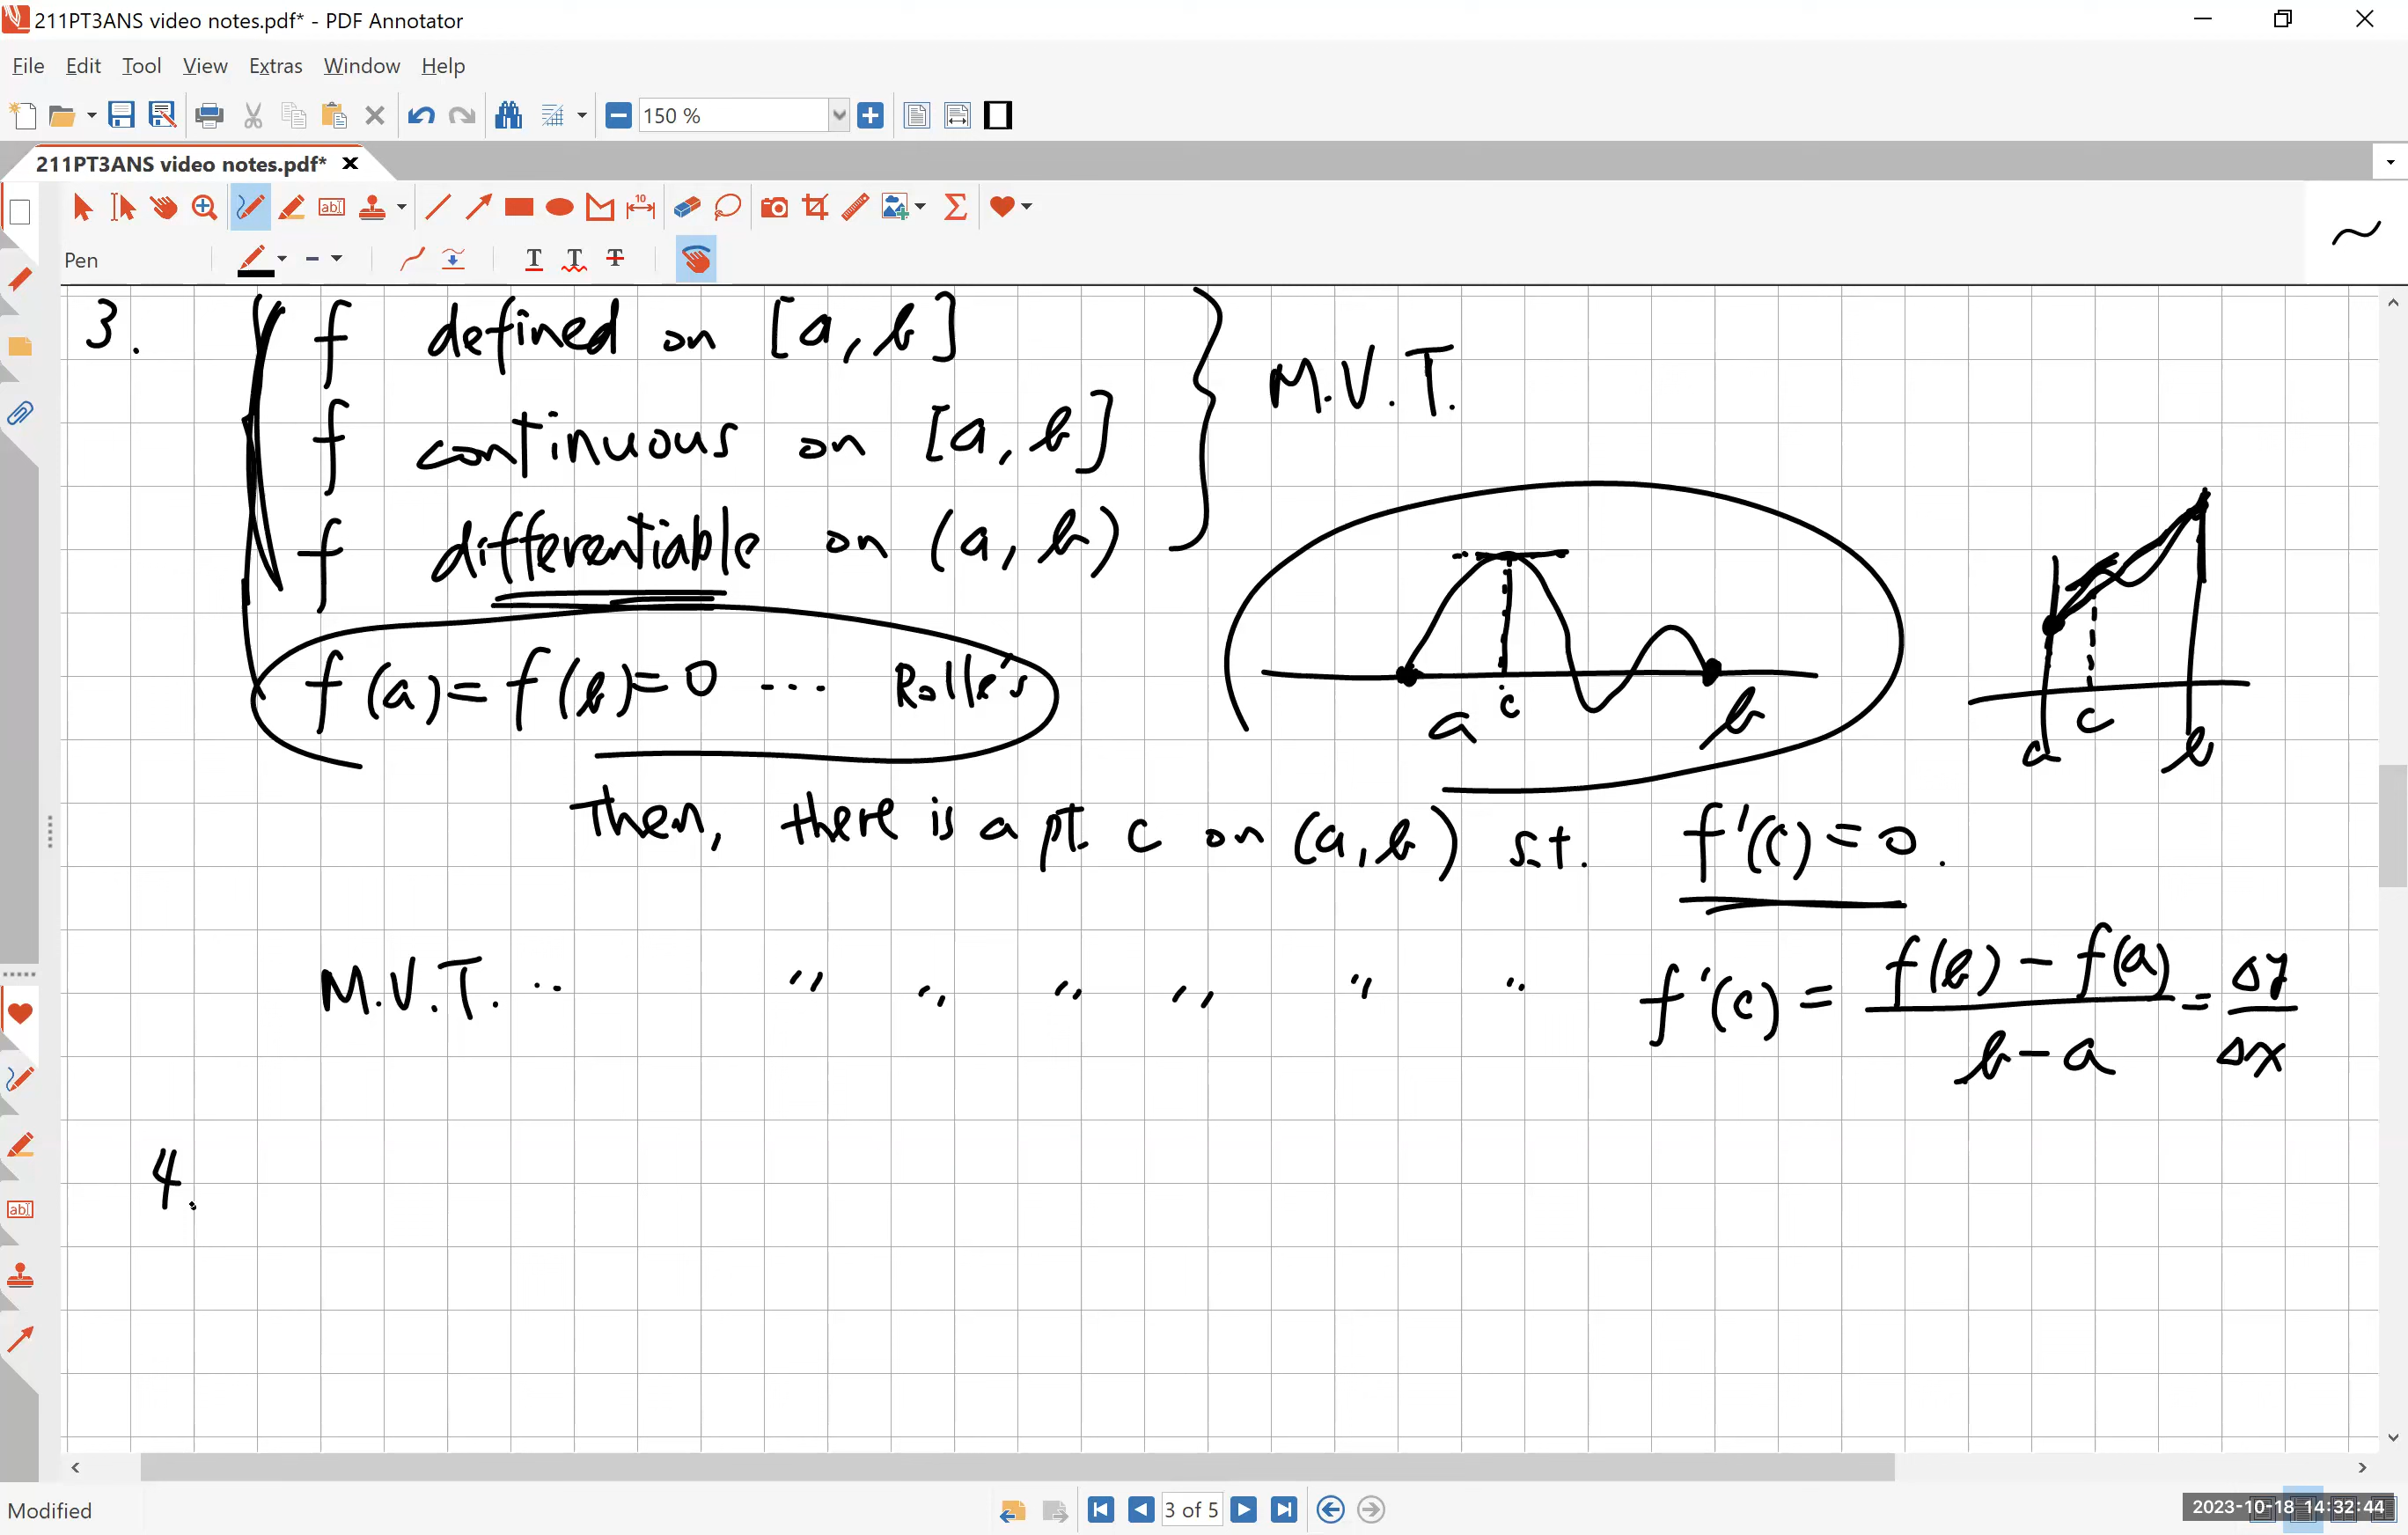 211PT3ANS video notes.pdf* - PDF Annotator
File Edit Tool View Extras Window Help
150 %
211PT3ANS video notes.pdf*
Pen
3. f defined on [a, b]
f continuous on [a, b]
f differentiable on (a, b)
M.V.T.
f(a) = f(b) = 0 ... Rolle's
a c b
a c b
Then, there is a pt. c on (a, b) s.t. f'(c) = 0.
M.V.T. .. " " " " " " f'(c) = f(b) - f(a) / b - a = Δy / Δx
4.
Modified
3 of 5
2023-10-18 14:32:44